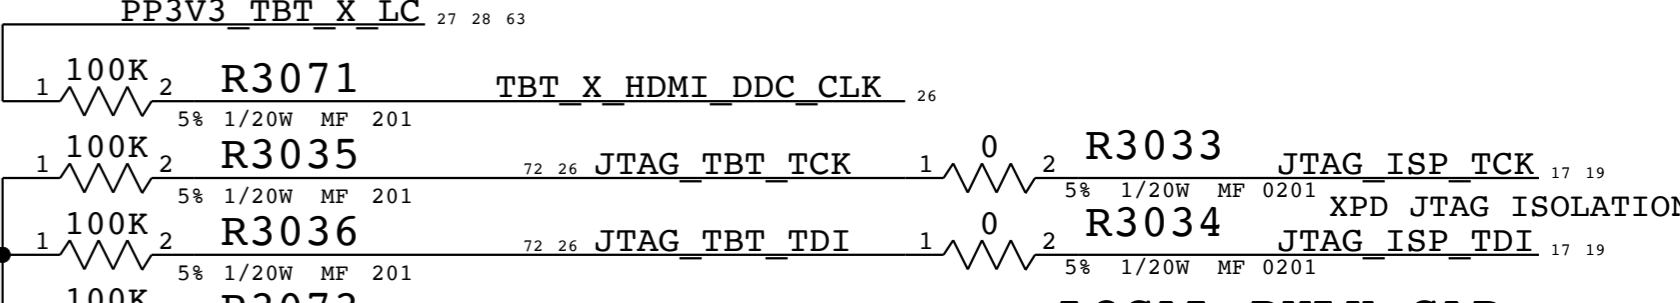 PP3V3_TBT_X_LC 27 28 63
1 100K 2 R3071 TBT_X_HDMI_DDC_CLK 26
5% 1/20W MF 201
1 100K 2 R3035 72 26 JTAG_TBT_TCK 1 0 2 R3033 JTAG_ISP_TCK 17 19
5% 1/20W MF 201 5% 1/20W MF 0201
XPD JTAG ISOLATION
1 100K 2 R3036 72 26 JTAG_TBT_TDI 1 0 2 R3034 JTAG_ISP_TDI 17 19
5% 1/20W MF 201 5% 1/20W MF 0201
100K